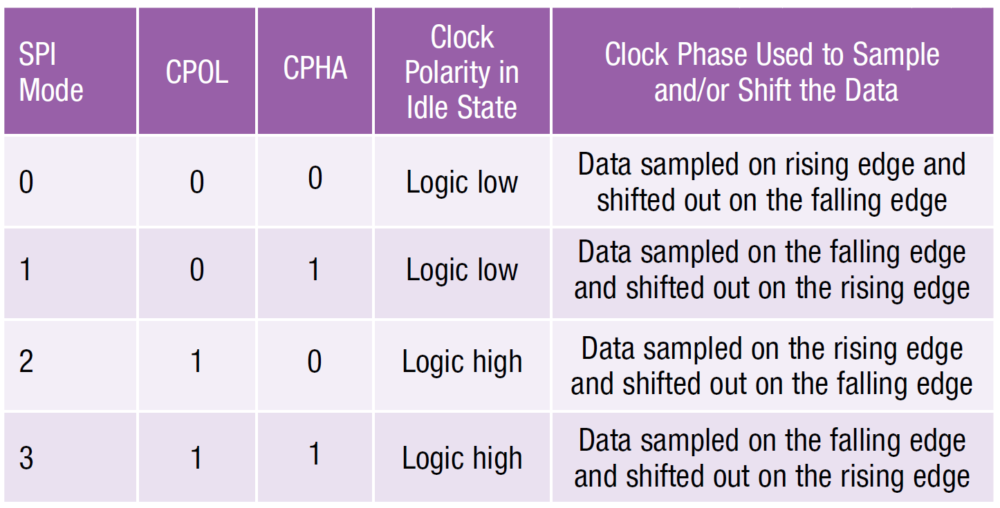 SPI
Mode
CPOL
CPHA
Clock
Polarity in
Idle State
Clock Phase Used to Sample
and/or Shift the Data
0
0
0
Logic low
Data sampled on rising edge and
shifted out on the falling edge
1
0
1
Logic low
Data sampled on the falling edge
and shifted out on the rising edge
2
1
0
Logic high
Data sampled on the rising edge
and shifted out on the falling edge
3
1
1
Logic high
Data sampled on the falling edge
and shifted out on the rising edge